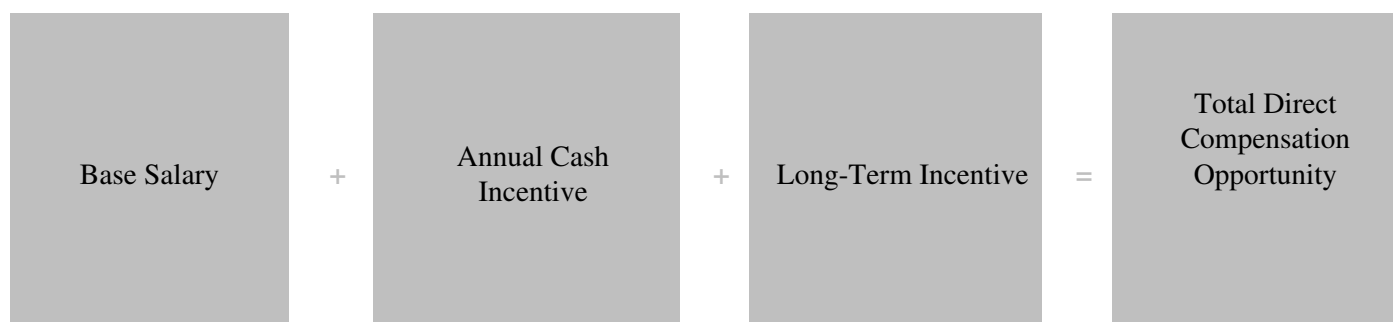 Base Salary
+
Annual Cash
Incentive
+
Long-Term Incentive
=
Total Direct
Compensation
Opportunity